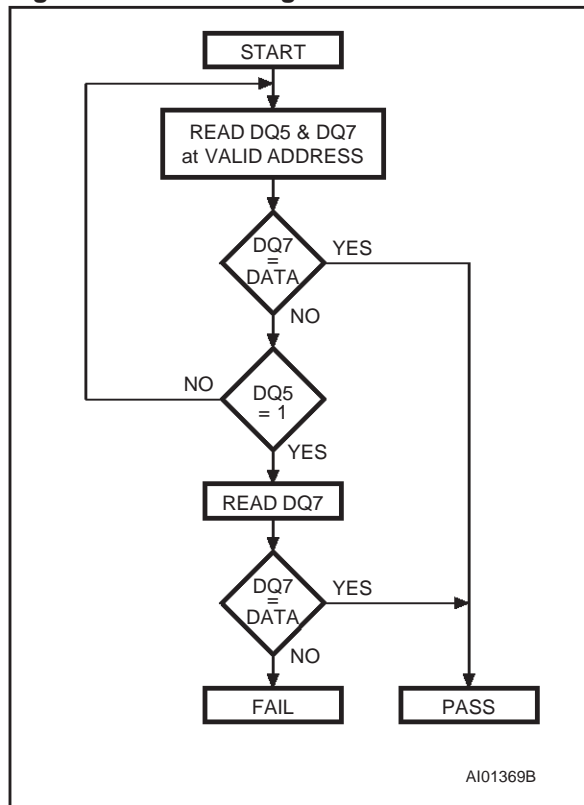 START
READ DQ5 & DQ7
at VALID ADDRESS
DQ7
=
DATA
YES
NO
NO
DQ5
= 1
YES
READ DQ7
DQ7
=
DATA
YES
NO
FAIL
PASS
AI01369B